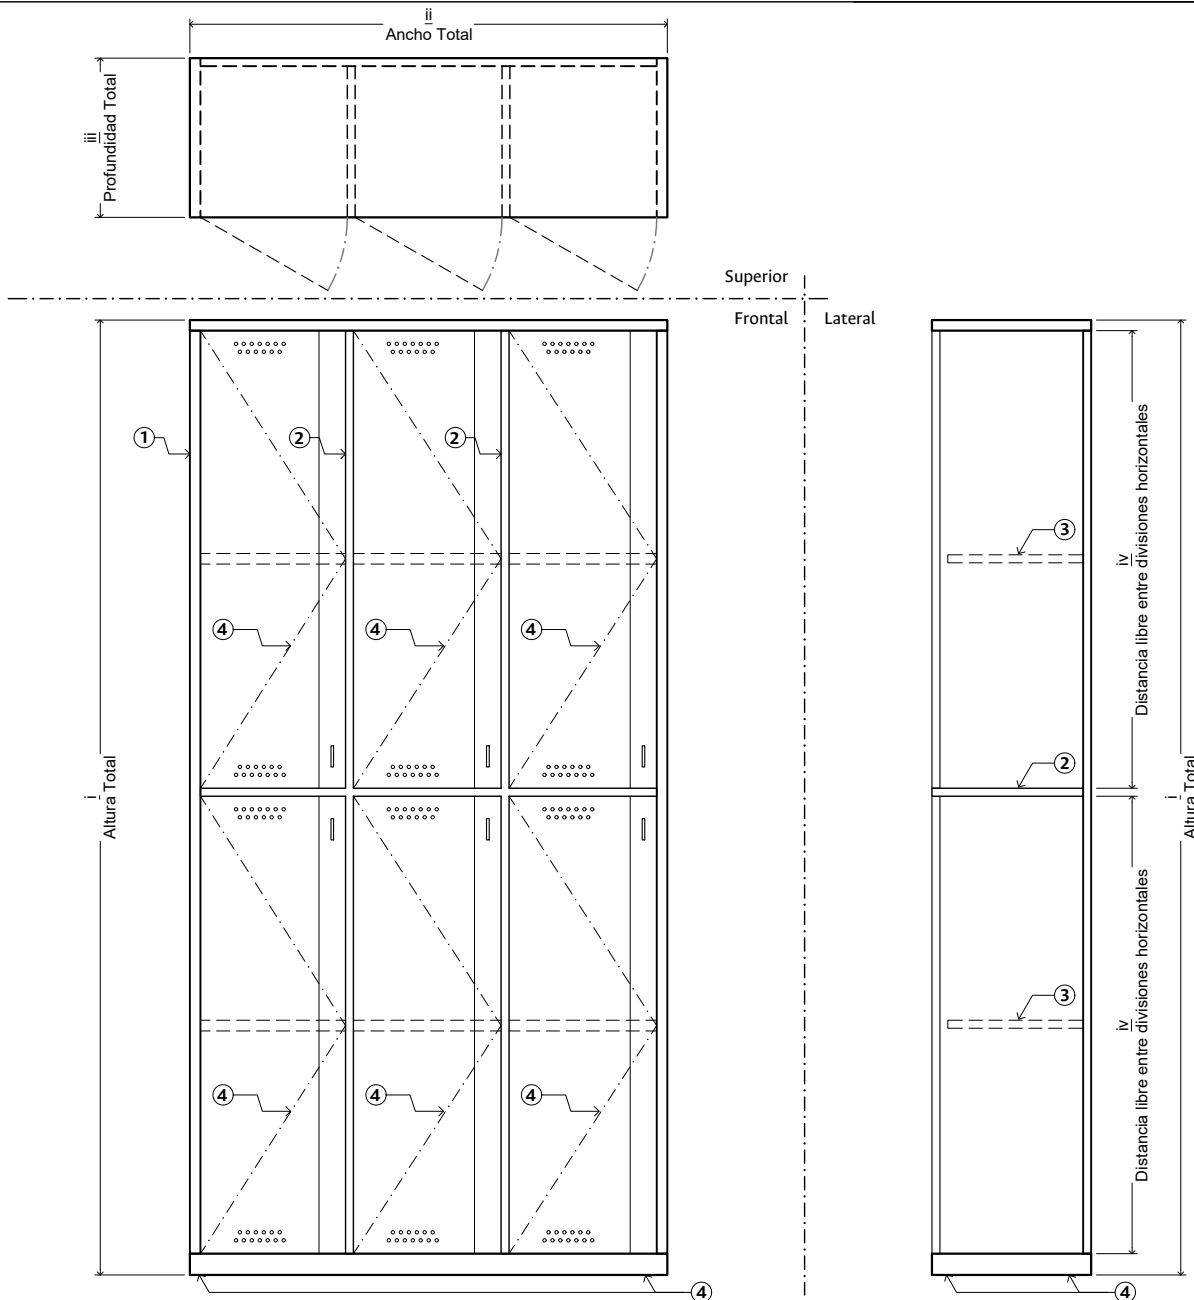 ii
Ancho Total
iii
Profundidad Total
Superior
Frontal
Lateral
1
2
2
3
iv
Distancia libre entre divisiones horizontales
4
4
4
2
i
Altura Total
i
Altura Total
3
iv
Distancia libre entre divisiones horizontales
4
4
4
4
4